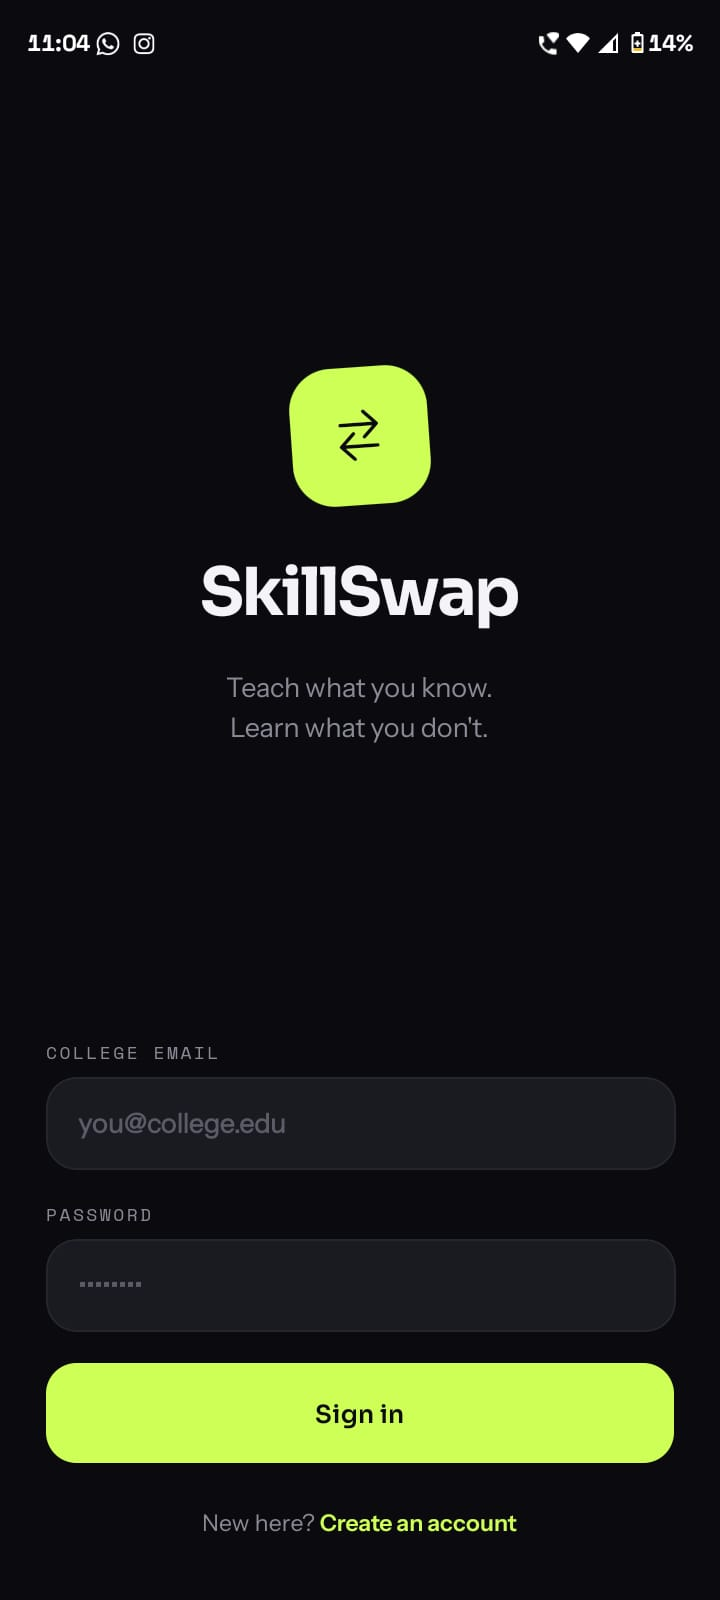 11:04
14%
SkillSwap
Teach what you know.
Learn what you don't.
COLLEGE EMAIL
you@college.edu
PASSWORD
••••••••
Sign in
New here? Create an account